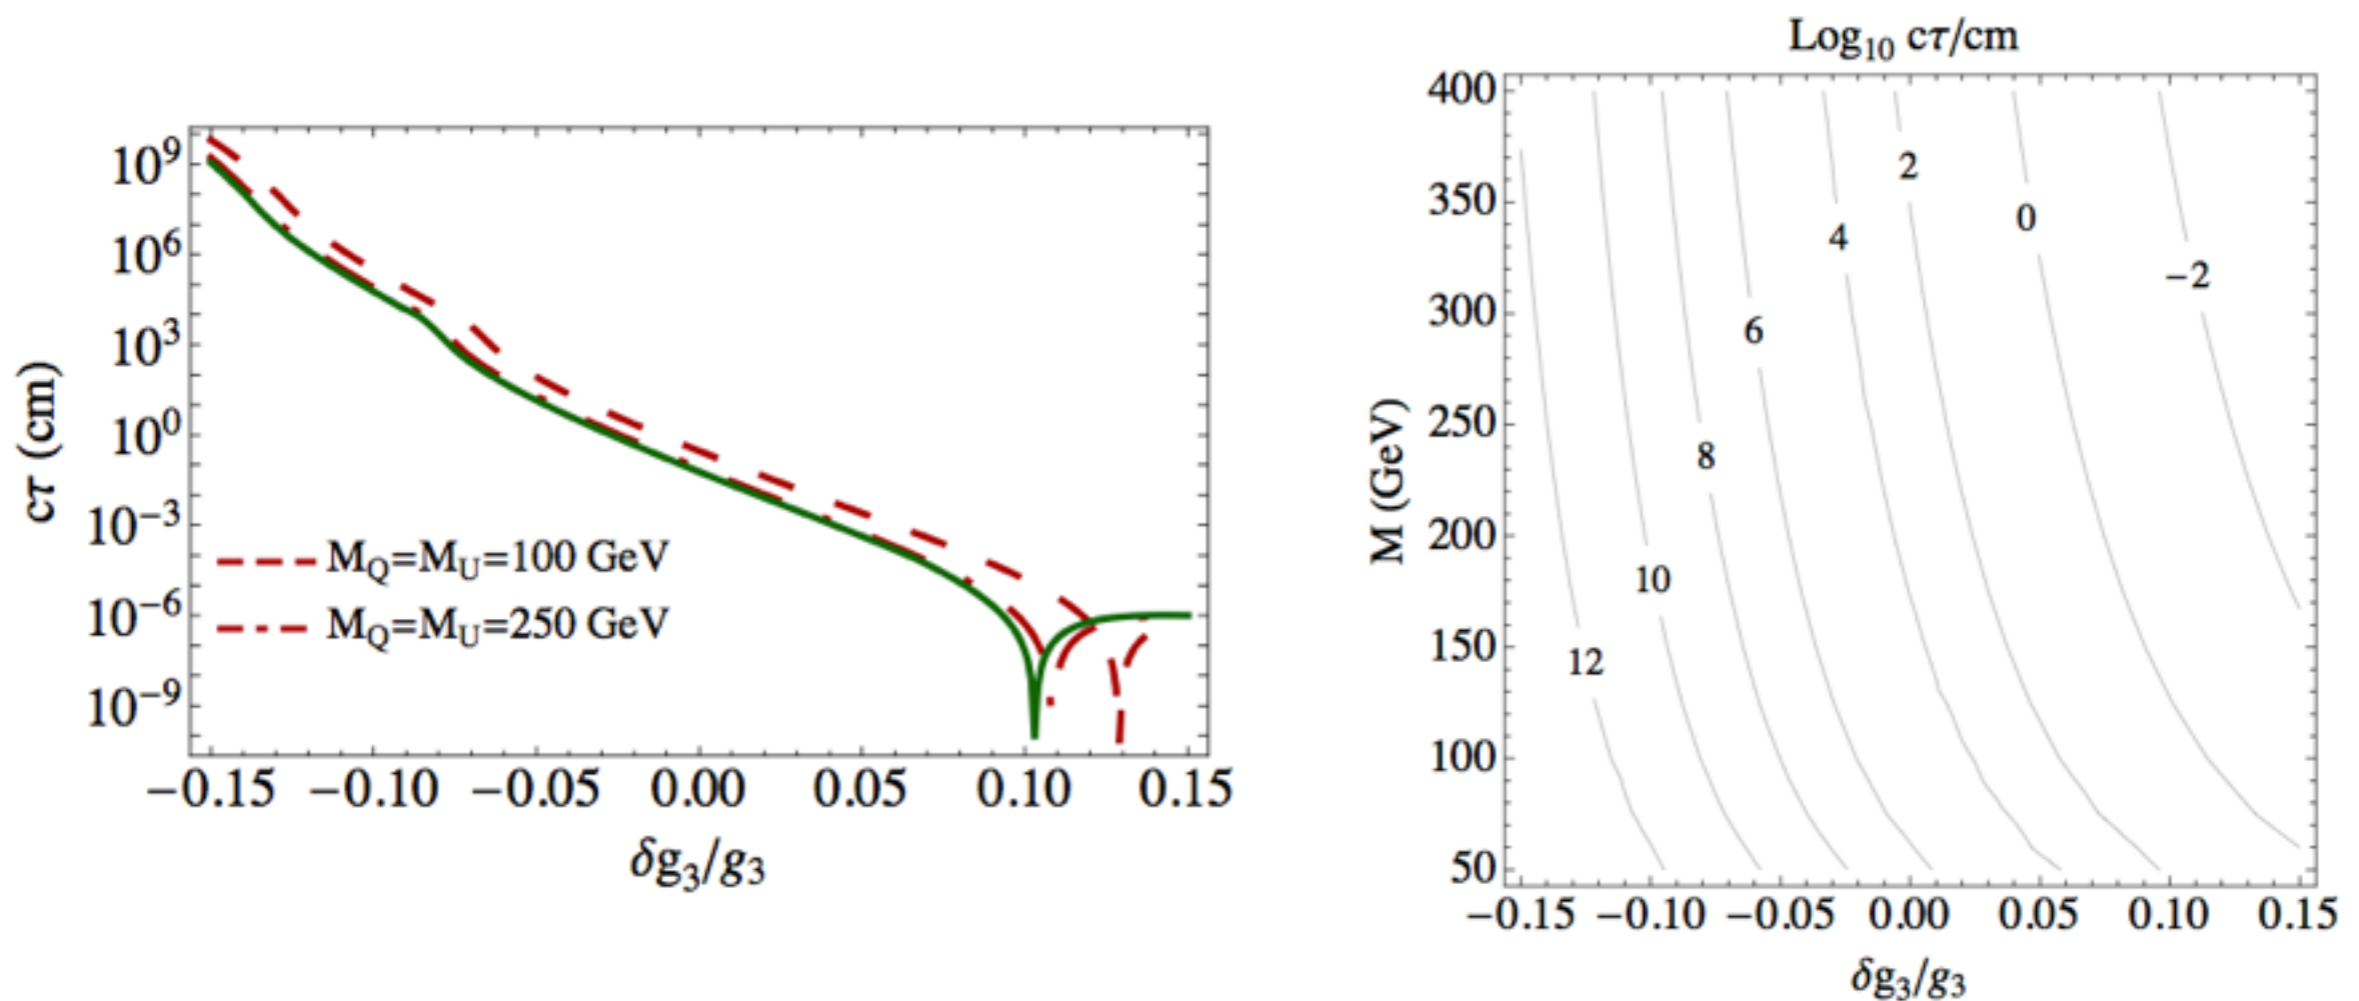 cτ (cm)
10⁹
10⁶
10³
10⁰
10⁻³
10⁻⁶
10⁻⁹
M_Q=M_U=100 GeV
M_Q=M_U=250 GeV
−0.15 −0.10 −0.05 0.00 0.05 0.10 0.15
δg₃/g₃
Log₁₀ cτ/cm
M (GeV)
400
350
300
250
200
150
100
50
2
0
4
−2
6
8
10
12
−0.15 −0.10 −0.05 0.00 0.05 0.10 0.15
δg₃/g₃